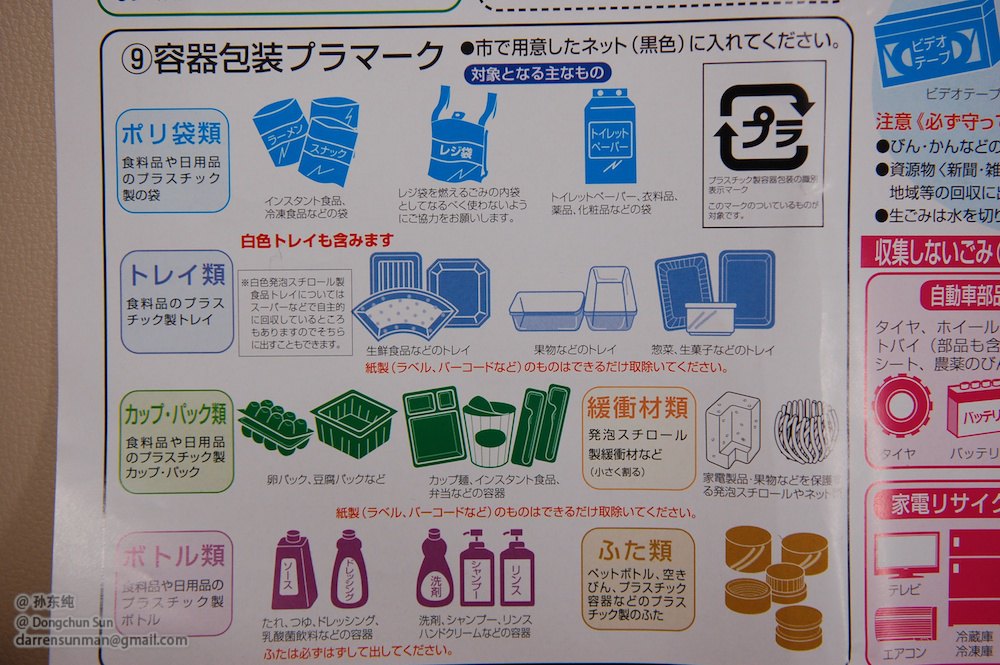 ⑨容器包装プラマーク
●市で用意したネット（黒色）に入れてください。
対象となる主なもの
ポリ袋類
食料品や日用品
のプラスチック
製の袋
ラーメン
スナック
インスタント食品、
冷凍食品などの袋
レジ袋
レジ袋を燃えるごみの内袋
としてなるべく使わないよう
にご協力をお願いします。
トイレット
ペーパー
トイレットペーパー、衣料品、
薬品、化粧品などの袋
プラ
プラスチック製容器包装の識別
表示マーク
このマークのついているものが
対象です。
白色トレイも含みます
トレイ類
食料品のプラス
チック製トレイ
※白色発泡スチロール製
食品トレイについては
スーパーなどで自主的
に回収しているところ
もありますのでそちら
に出すこともできます。
生鮮食品などのトレイ
果物などのトレイ
惣菜、生菓子などのトレイ
紙製（ラベル、バーコードなど）のものはできるだけ取除いてください。
カップ・パック類
食料品や日用品
のプラスチック製
カップ・パック
卵パック、豆腐パックなど
カップ麺、インスタント食品、
弁当などの容器
緩衝材類
発泡スチロール
製緩衝材など
（小さく割る）
家電製品・果物などを保護
る発泡スチロールやネット
紙製（ラベル、バーコードなど）のものはできるだけ取除いてください。
ボトル類
食料品や日用品の
プラスチック製
ボトル
ソース
ドレッシング
たれ、つゆ、ドレッシング、
乳酸菌飲料などの容器
ふたは必ずはずして出してください。
洗剤
シャンプー
リンス
洗剤、シャンプー、リンス
ハンドクリームなどの容器
ふた類
ペットボトル、空き
びん、プラスチック
容器などのプラス
チック製のふた
ビデオ
テープ
ビデオテープ
注意《必ず守っ
●びん・かんなどの
●資源物〈新聞・雑
地域等の回収に
●生ごみは水を切り
収集しないごみ
自動車部品
タイヤ、ホイール
トバイ（部品も含
シート、農薬のび
バッテリ
タイヤ
バッテリ
家電リサイク
テレビ
エアコン
冷蔵庫
冷凍庫
@ 孙东纯
@ Dongchun Sun
darrensunman@gmail.com